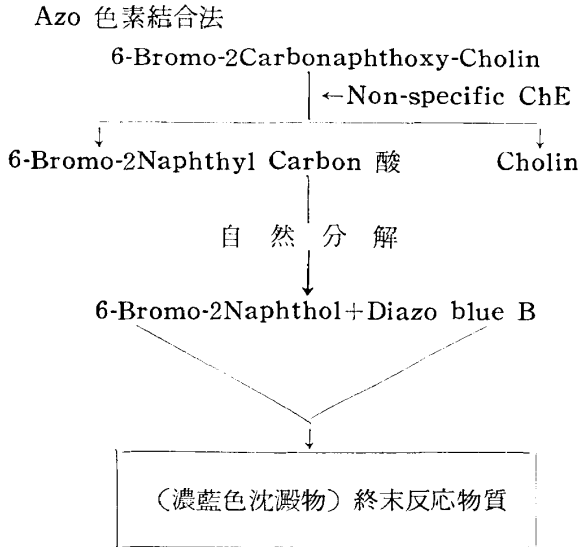 Azo 色素結合法
6-Bromo-2Carbonaphthoxy-Cholin
←Non-specific ChE
6-Bromo-2Naphthyl Carbon 酸 Cholin
自 然 分 解
6-Bromo-2Naphthol+Diazo blue B
（濃藍色沈澱物）終末反応物質